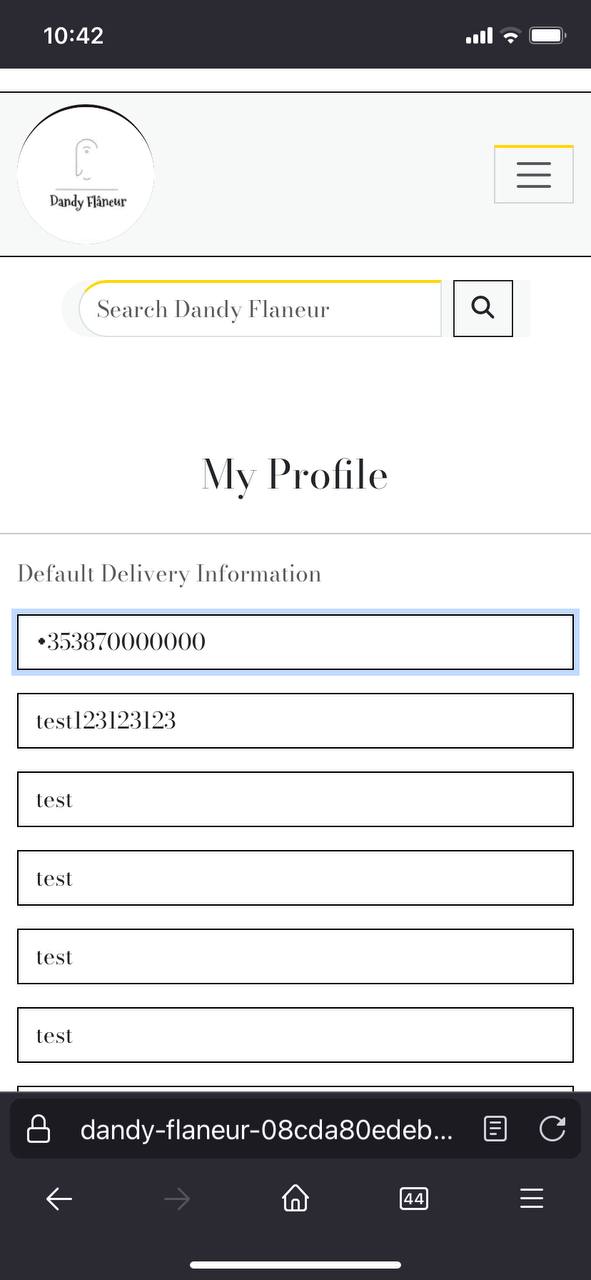 10:42
Dandy Flâneur
Search Dandy Flaneur
My Profile
Default Delivery Information
•353870000000
test123123123
test
test
test
test
dandy-flaneur-08cda80edeb...
44